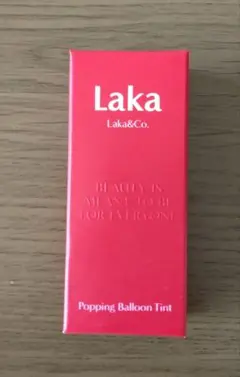 Laka
Laka&Co.
BEAUTY IS
MEANT TO BE
FOR EVERYONE
Popping Balloon Tint